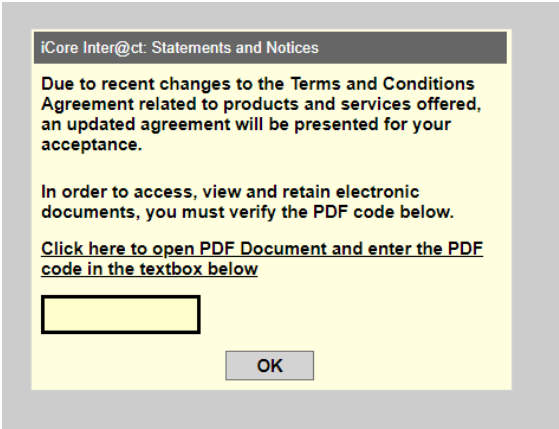 iCore Inter@ct: Statements and Notices
Due to recent changes to the Terms and Conditions
Agreement related to products and services offered,
an updated agreement will be presented for your
acceptance.
In order to access, view and retain electronic
documents, you must verify the PDF code below.
Click here to open PDF Document and enter the PDF
code in the textbox below
OK